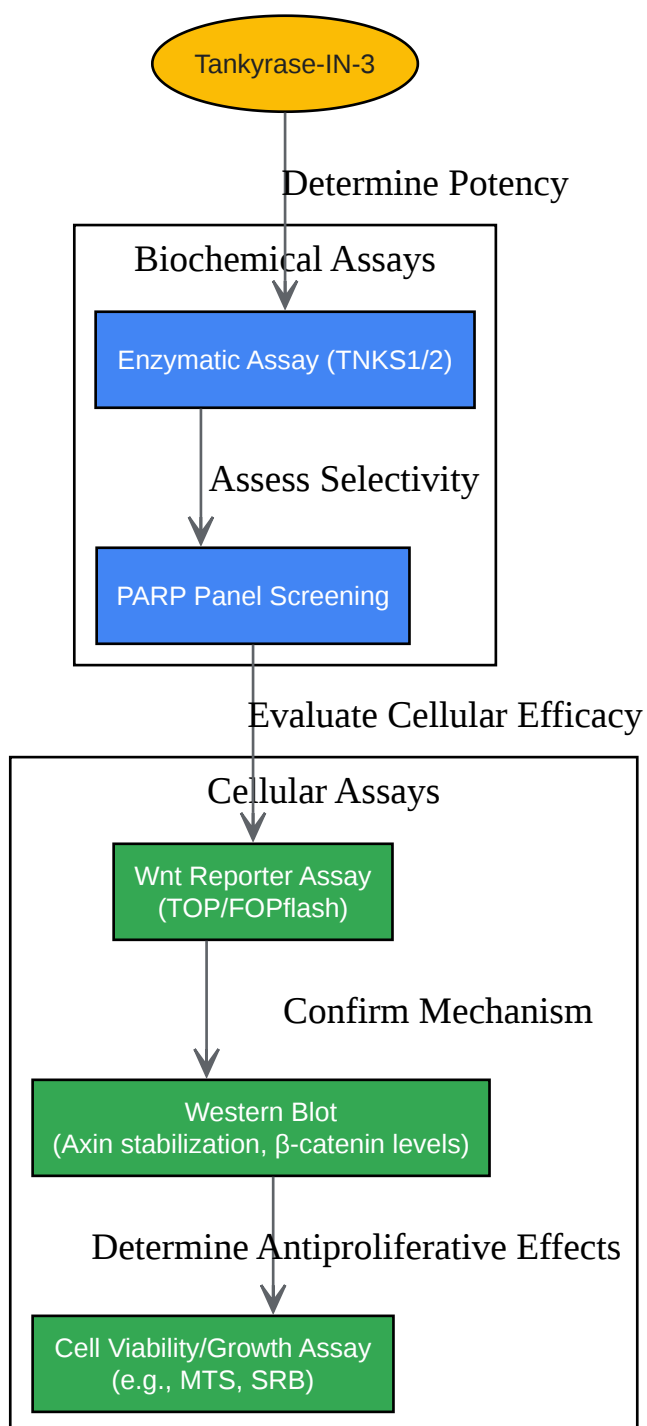 Tankyrase-IN-3
Determine Potency
Biochemical Assays
Enzymatic Assay (TNKS1/2)
Assess Selectivity
PARP Panel Screening
Evaluate Cellular Efficacy
Cellular Assays
Wnt Reporter Assay
(TOP/FOPflash)
Confirm Mechanism
Western Blot
(Axin stabilization, β-catenin levels)
Determine Antiproliferative Effects
Cell Viability/Growth Assay
(e.g., MTS, SRB)